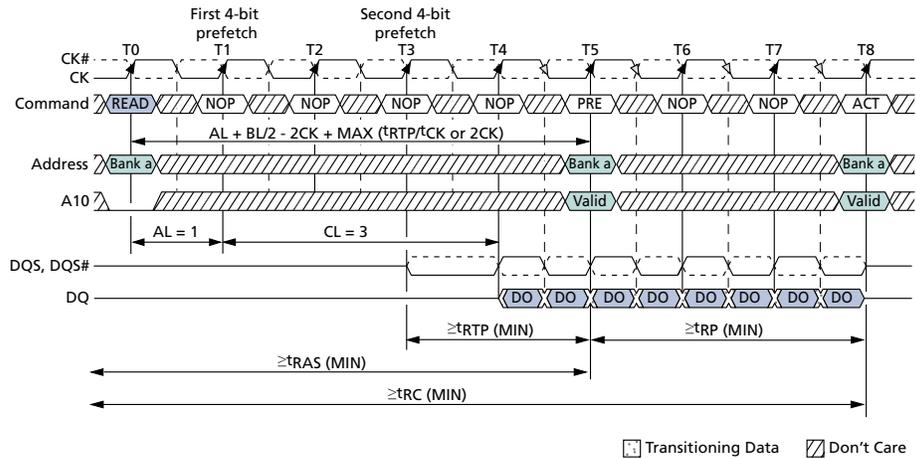 First 4-bit
prefetch
Second 4-bit
prefetch
T0 T1 T2 T3 T4 T5 T6 T7 T8
CK#
CK
Command READ NOP NOP NOP NOP PRE NOP NOP ACT
AL + BL/2 - 2CK + MAX (tRTP/tCK or 2CK)
Address Bank a Bank a Bank a
A10 Valid Valid
AL = 1 CL = 3
DQS, DQS#
DQ DO DO DO DO DO DO DO DO
≥tRTP (MIN) ≥tRP (MIN)
≥tRAS (MIN)
≥tRC (MIN)
Transitioning Data Don't Care